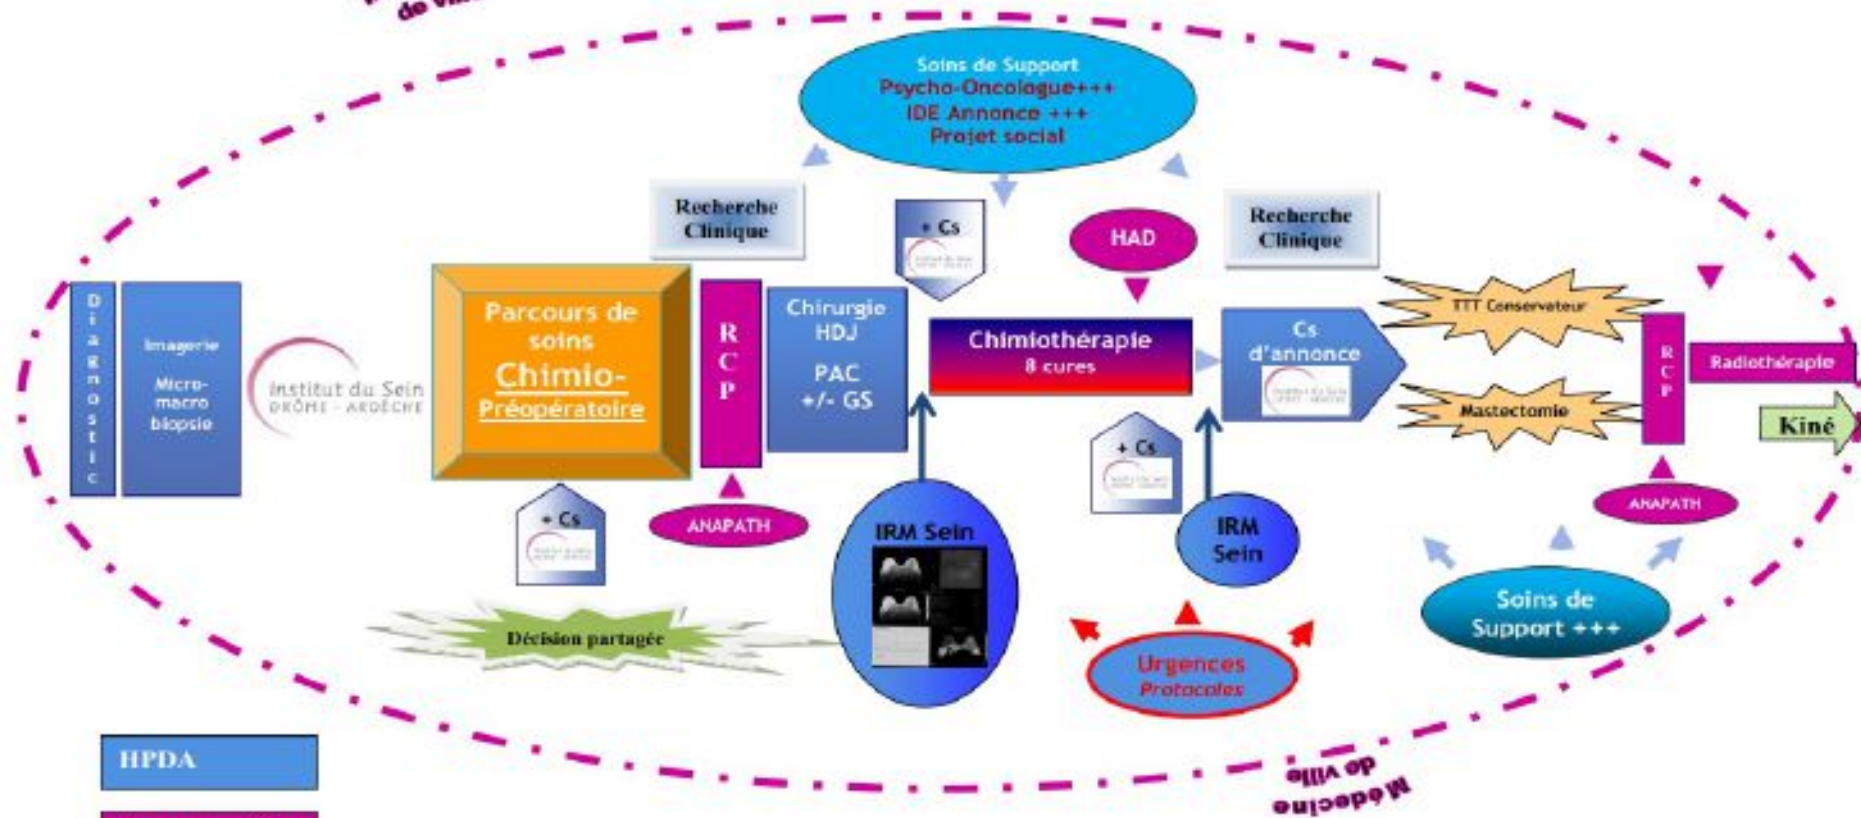 de ville
Soins de Support
Psycho-Oncologue+++
IDE Annonce +++
Projet social
Recherche
Clinique
+ Cs
HAD
Recherche
Clinique
Diagnostic
Imagerie
Micro-
macro
biopsie
Institut du Sein
DRÔME - ARDÈCHE
Parcours de
soins
Chimio-
Préopératoire
RCP
Chirurgie
HDJ
PAC
+/- GS
Chimiothérapie
8 cures
Cs
d'annonce
TTT Conservateur
Mastectomie
RCP
Radiothérapie
Kiné
+ Cs
ANAPATH
IRM Sein
+ Cs
IRM
Sein
ANAPATH
Décision partagée
Urgences
Protocoles
Soins de
Support +++
HPDA
Médecine
de ville